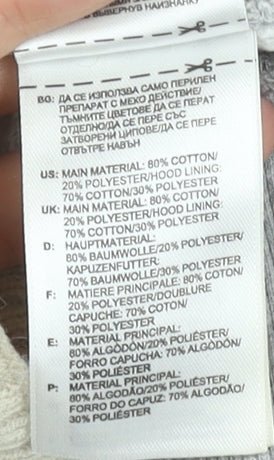 ВЫВЕРНУВ НАИЗНАНКУ
BG: ДА СЕ ИЗПОЛЗВА САМО ПЕРИЛЕН
ПРЕПАРАТ С МЕКО ДЕЙСТВИЕ/
ТЪМНИТЕ ЦВЕТОВЕ ДА СЕ ПЕРАТ
ОТДЕЛНО/ДА СЕ ПЕРЕ СЪС
ЗАТВОРЕНИ ЦИПОВЕ/ДА СЕ ПЕРЕ
ОТВЪТРЕ НАВЪН
US: MAIN MATERIAL: 80% COTTON/
20% POLYESTER/HOOD LINING:
70% COTTON/30% POLYESTER
UK: MAIN MATERIAL: 80% COTTON/
20% POLYESTER/HOOD LINING:
70% COTTON/30% POLYESTER
D: HAUPTMATERIAL:
80% BAUMWOLLE/20% POLYESTER/
KAPUZENFUTTER:
70% BAUMWOLLE/30% POLYESTER
F: MATIERE PRINCIPALE: 80% COTON/
20% POLYESTER/DOUBLURE
CAPUCHE: 70% COTON/
30% POLYESTER
E: MATERIAL PRINCIPAL:
80% ALGODÓN/20% POLIÉSTER/
FORRO CAPUCHA: 70% ALGODÓN/
30% POLIÉSTER
P: MATERIAL PRINCIPAL:
80% ALGODÃO/20% POLIÉSTER/
FORRO DO CAPUZ: 70% ALGODÃO/
30% POLIÉSTER